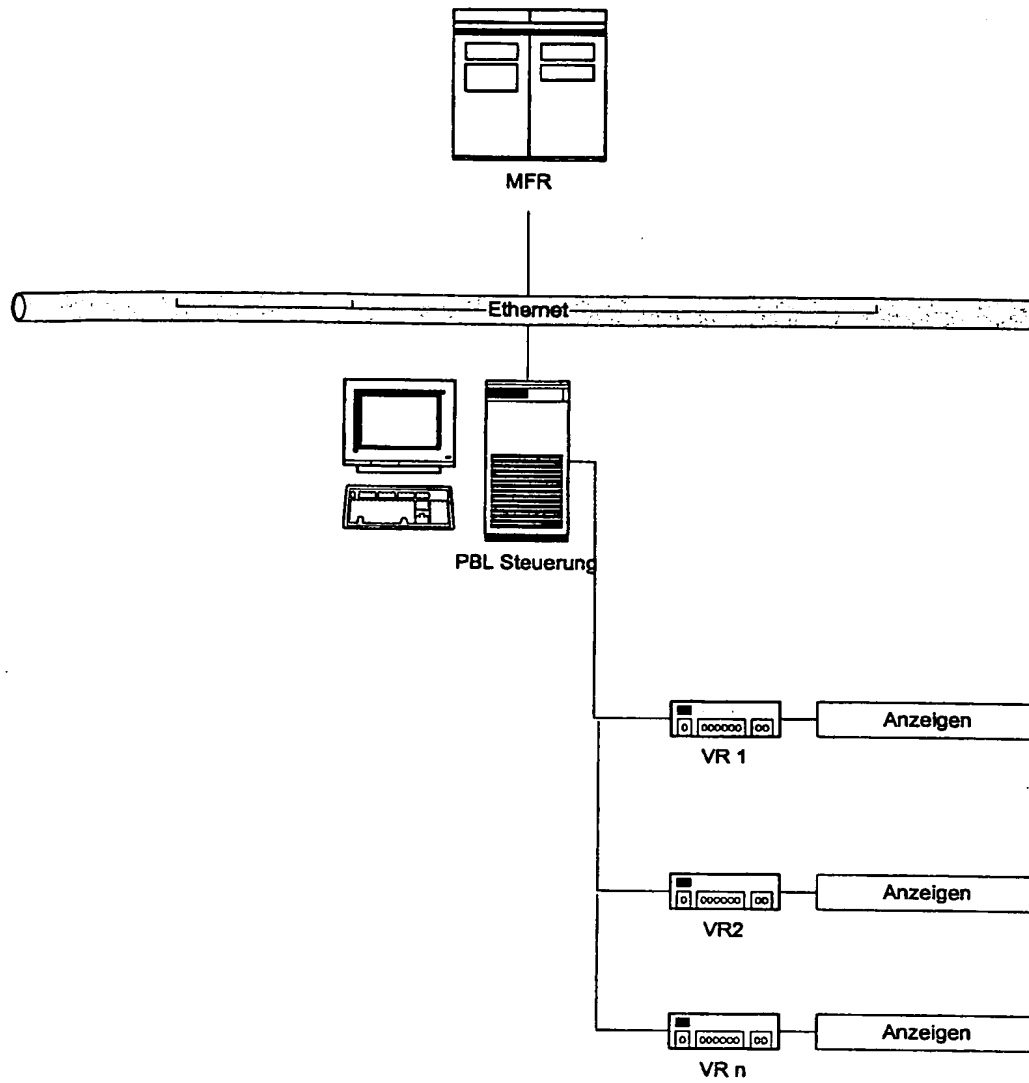 MFR
Ethernet
PBL Steuerung
Anzeigen
VR 1
Anzeigen
VR2
Anzeigen
VR n